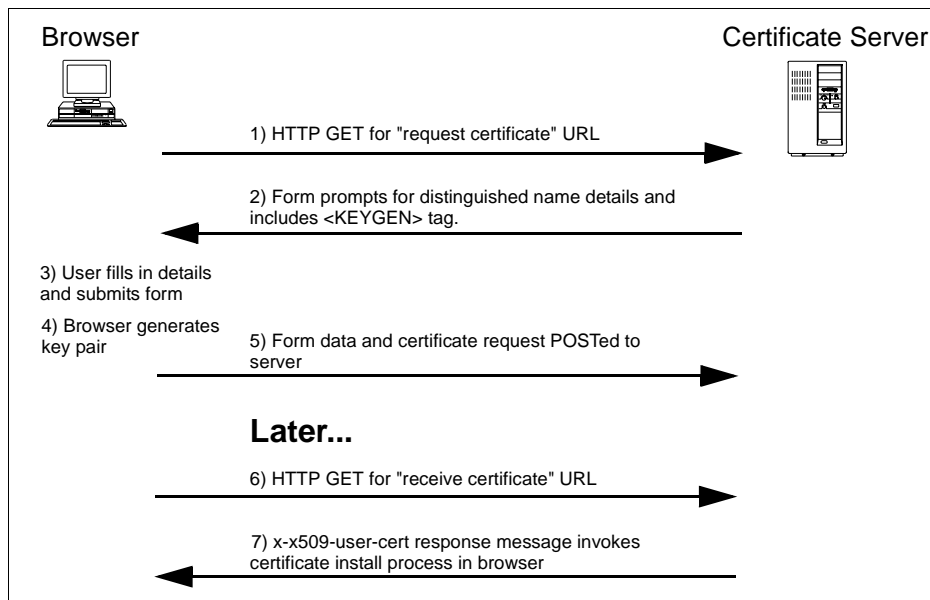 Browser
Certificate Server
1) HTTP GET for "request certificate" URL
2) Form prompts for distinguished name details and
includes <KEYGEN> tag.
3) User fills in details
and submits form
4) Browser generates
key pair
5) Form data and certificate request POSTed to
server
Later...
6) HTTP GET for "receive certificate" URL
7) x-x509-user-cert response message invokes
certificate install process in browser